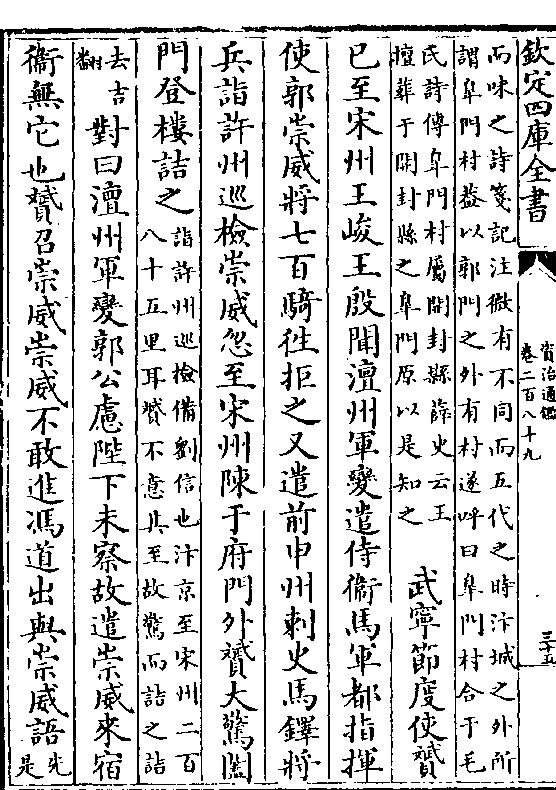 欽定四庫全書
資治通鑑
卷二百八十九
三十五
而味之詩箋記注微有不同而五代之時汴城之外所
謂臯門村蓋以郭門之外有村遂呼曰臯門村合于毛
氏詩傳臯門村屬開封縣薛史云王
檀葬于開封縣之臯門原以是知之
武寧節度使贇
已至宋州王峻王殷聞澶州軍變遣侍衞馬軍都指揮
使郭崇威將七百騎往拒之又遣前申州刺史馬鐸將
兵詣許州巡檢崇威忽至宋州陳于府門外贇大驚闔
門登樓詰之
詣許州巡檢備劉信也汴京至宋州二百
八十五里耳贇不意其至故驚而詰之詰
去吉
翻
對曰澶州軍變郭公慮陛下未察故遣崇威來宿
衞無它也贇召崇威崇威不敢進馮道出與崇威語
先
是